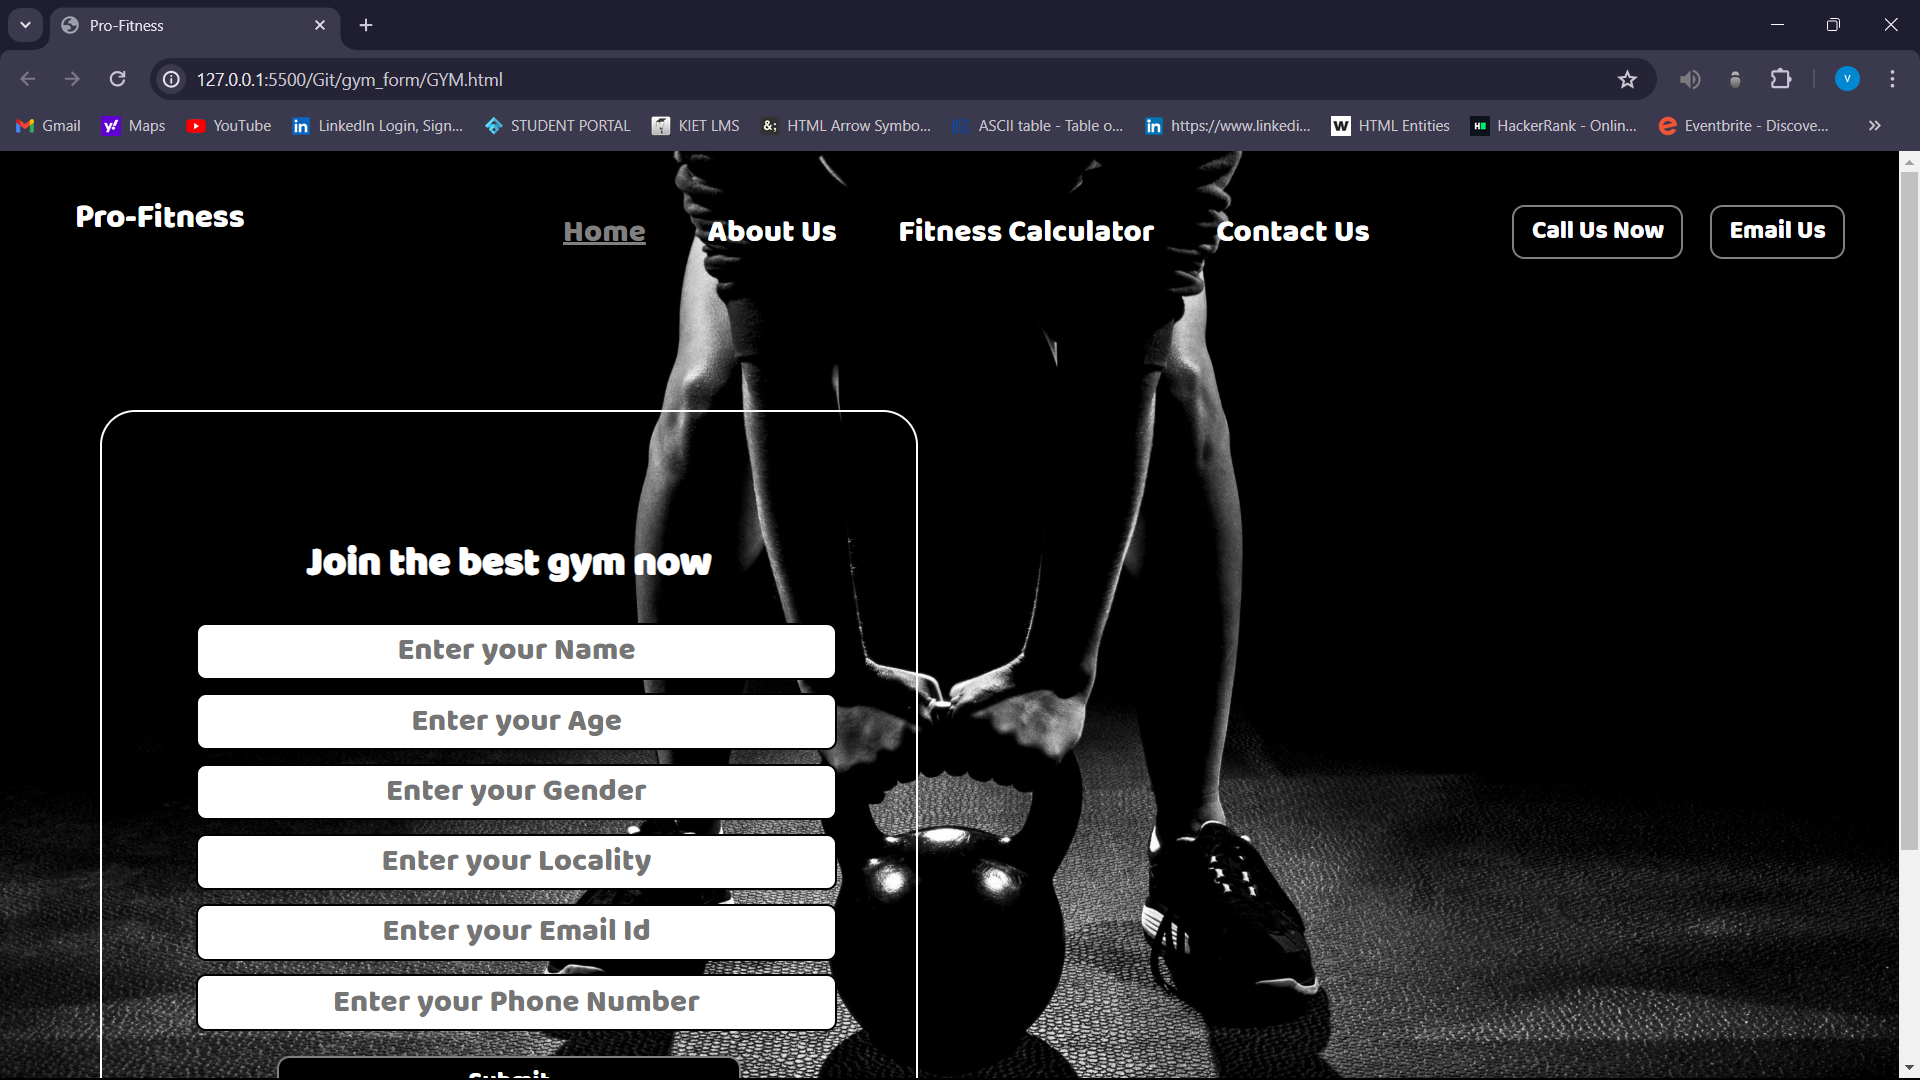 Pro-Fitness
127.0.0.1:5500/Git/gym_form/GYM.html
V
Gmail
y! Maps
YouTube
in LinkedIn Login, Sign...
STUDENT PORTAL
KIET LMS
&; HTML Arrow Symbo...
ASCII table - Table o...
in https://www.linkedi...
W HTML Entities
H HackerRank - Onlin...
e Eventbrite - Discove...
Pro-Fitness
Home About Us Fitness Calculator Contact Us
Call Us Now Email Us
Join the best gym now
Enter your Name
Enter your Age
Enter your Gender
Enter your Locality
Enter your Email Id
Enter your Phone Number
Submit